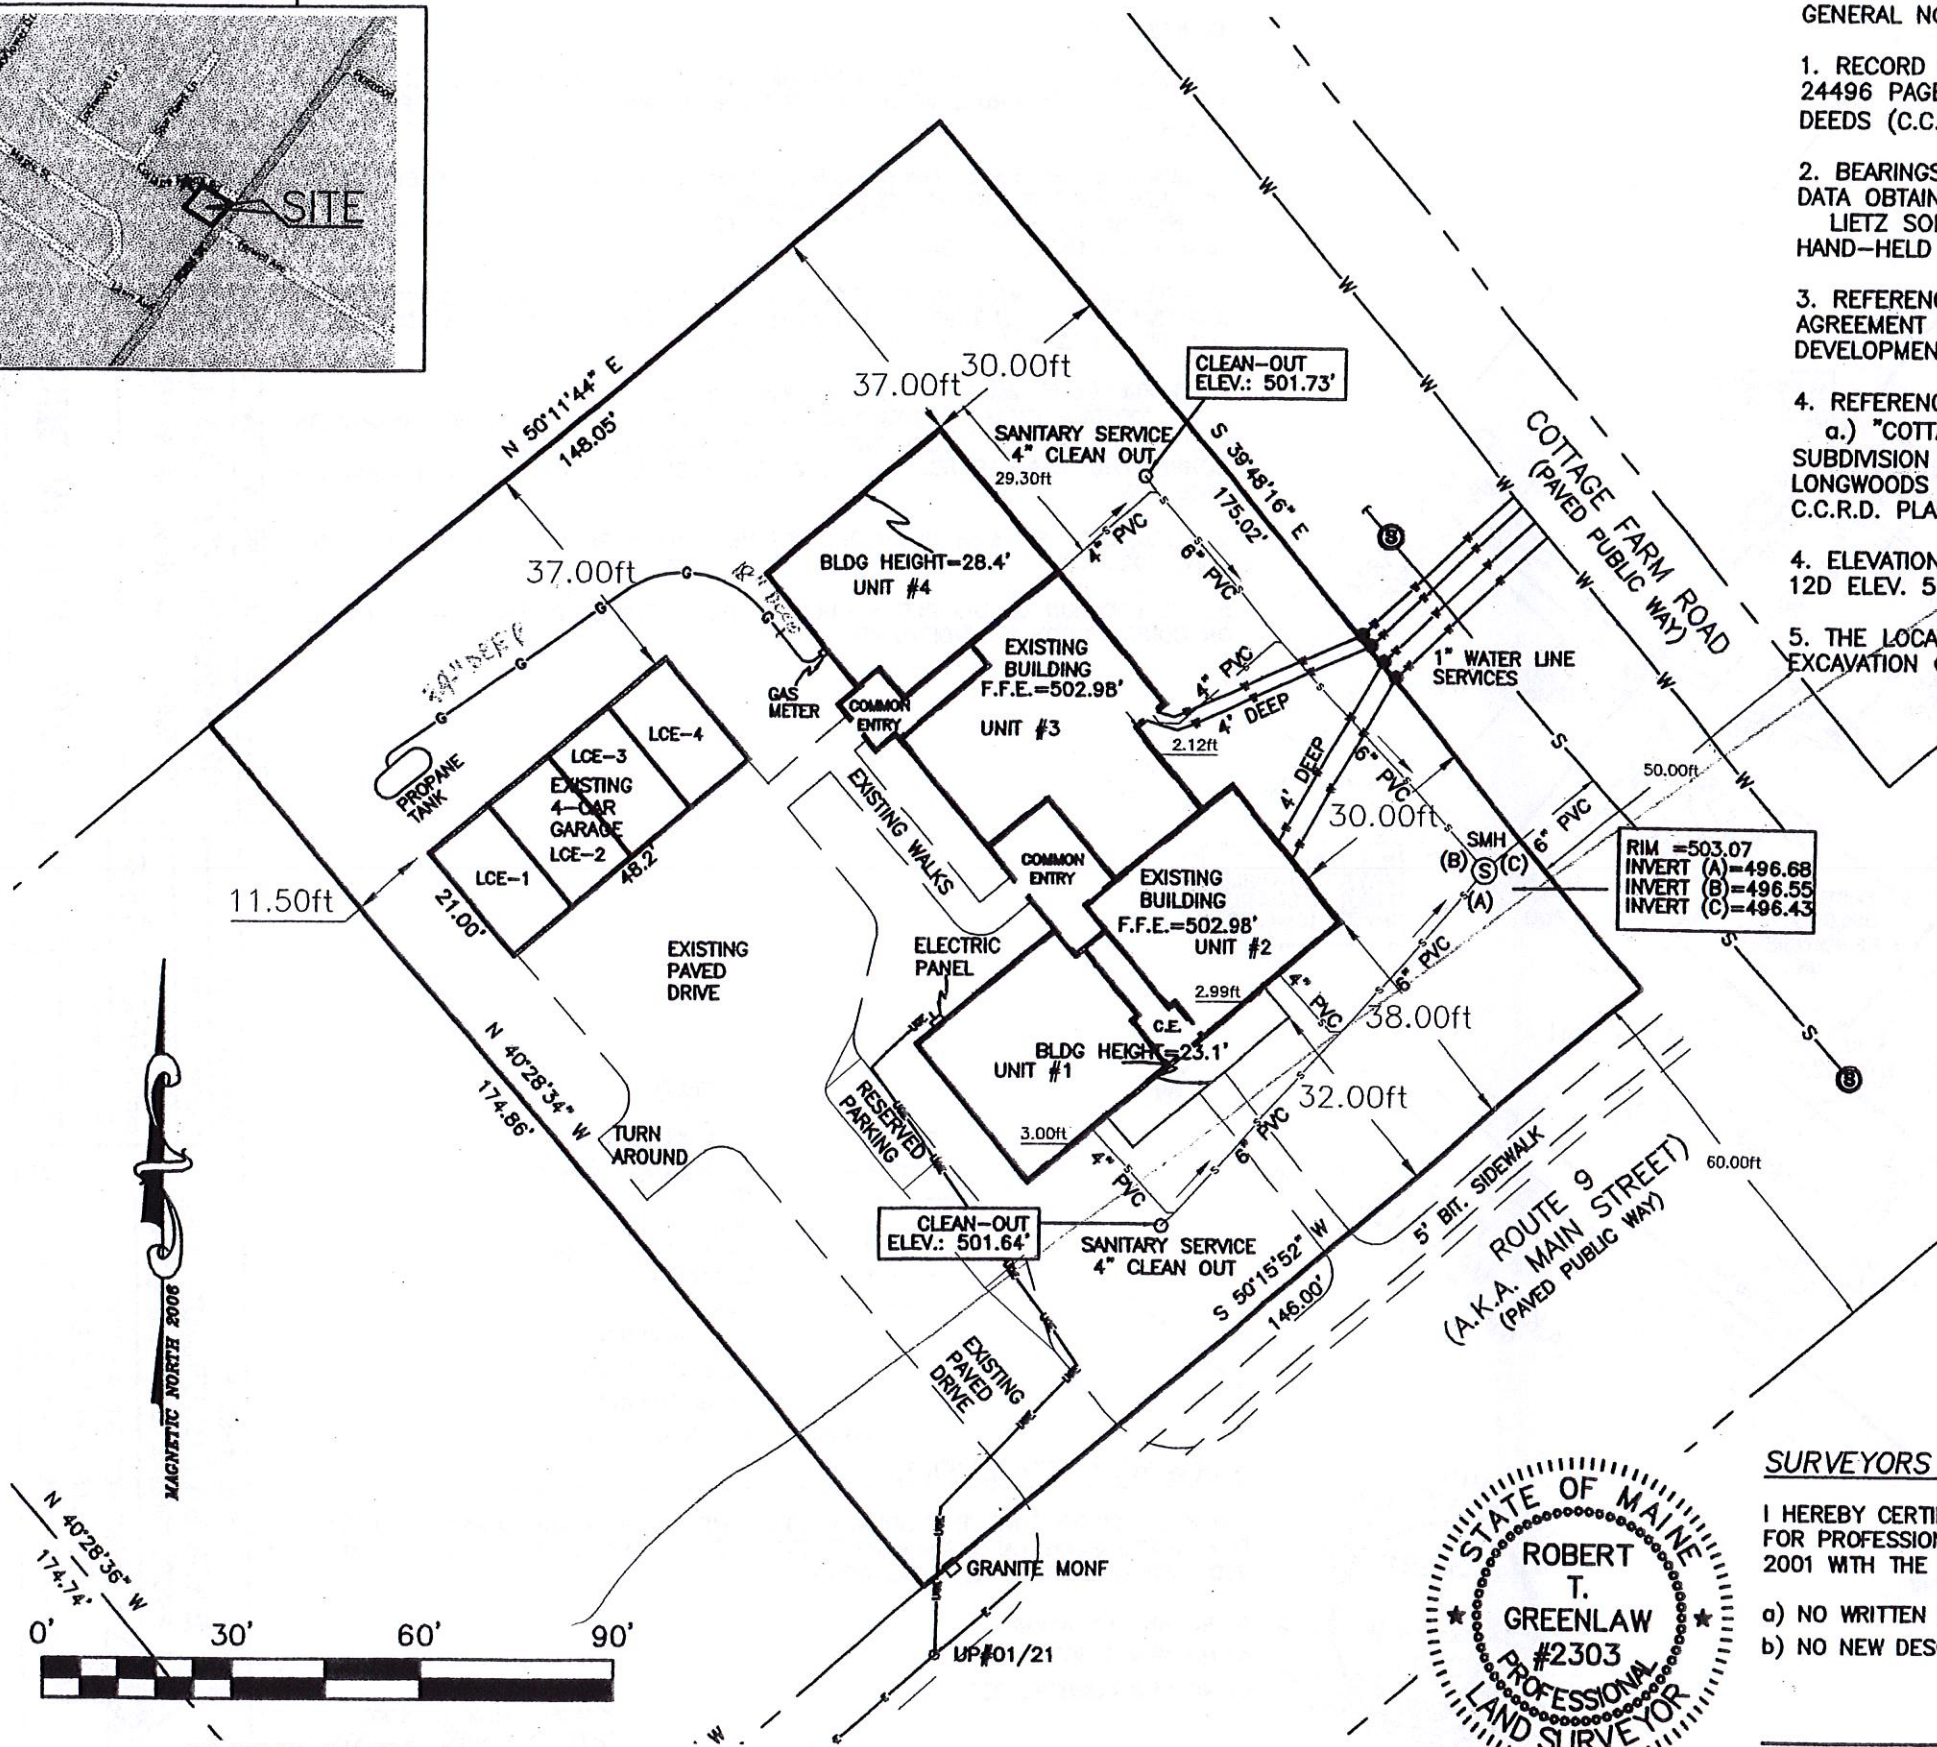 SITE
GENERAL NO
1. RECORD
24496 PAGE
DEEDS (C.C.
2. BEARINGS
DATA OBTAIN
LIETZ SO
HAND-HELD
3. REFERENC
AGREEMENT
DEVELOPMEN
4. REFERENC
a.) "COTTA
SUBDIVISION
LONGWOODS
C.C.R.D. PLA
4. ELEVATION
12D ELEV. 5
5. THE LOCA
EXCAVATION
N 50°11'44" E
148.05'
37.00ft
30.00ft
CLEAN-OUT
ELEV.: 501.73'
SANITARY SERVICE
4" CLEAN OUT
29.30ft
S 39°48'16" E
175.02'
COTTAGE FARM ROAD
(PAVED PUBLIC WAY)
4" PVC
6" PVC
BLDG HEIGHT=28.4'
UNIT #4
37.00ft
24" DEEP
GAS
METER
COMMON
ENTRY
EXISTING
BUILDING
F.F.E.=502.98'
UNIT #3
4" PVC
4' DEEP
2.12ft
1" WATER LINE
SERVICES
4' DEEP
6" PVC
50.00ft
PROPANE
TANK
LCE-4
LCE-3
EXISTING
4-CAR
GARAGE
LCE-2
LCE-1
48.2'
21.00'
11.50ft
EXISTING WALKS
COMMON
ENTRY
EXISTING
BUILDING
F.F.E.=502.98'
UNIT #2
2.99ft
30.00ft
SMH
(B)
S
(C)
(A)
6" PVC
RIM =503.07
INVERT (A)=496.68
INVERT (B)=496.55
INVERT (C)=496.43
EXISTING
PAVED
DRIVE
ELECTRIC
PANEL
C.E.
BLDG HEIGHT=23.1'
UNIT #1
3.00ft
4" PVC
6" PVC
38.00ft
32.00ft
N 40°28'34" W
174.86'
TURN
AROUND
RESERVED
PARKING
4" PVC
6" PVC
CLEAN-OUT
ELEV.: 501.64'
SANITARY SERVICE
4" CLEAN OUT
S 50°15'52" W
146.00'
5' BIT. SIDEWALK
ROUTE 9
(A.K.A. MAIN STREET)
(PAVED PUBLIC WAY)
60.00ft
MAGNETIC NORTH 2006
EXISTING
PAVED
DRIVE
GRANITE MONF
UP#01/21
N 40°28'36" W
174.74'
0' 30' 60' 90'
STATE OF MAINE
ROBERT
T.
GREENLAW
#2303
PROFESSIONAL
LAND SURVEYOR
SURVEYORS
I HEREBY CERTI
FOR PROFESSION
2001 WITH THE
a) NO WRITTEN
b) NO NEW DES